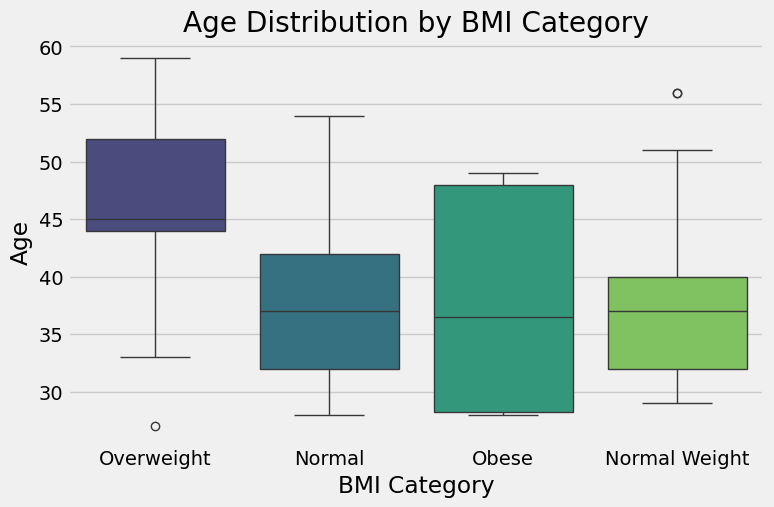 Age Distribution by BMI Category
60
55
50
45
40
35
30
Age
Overweight
Normal
Obese
Normal Weight
BMI Category